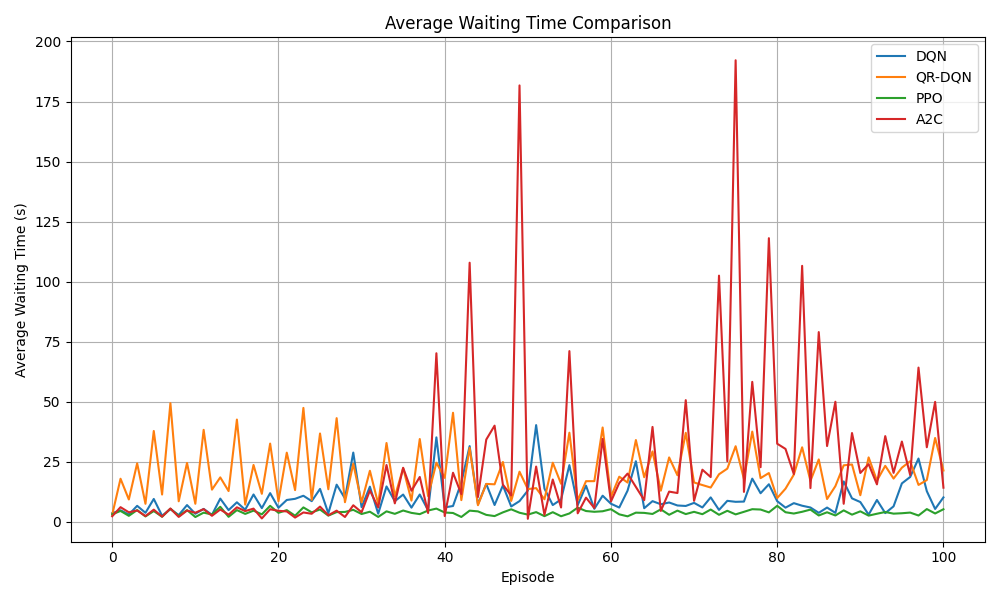 Average Waiting Time Comparison
200
175
150
125
100
75
50
25
0
Average Waiting Time (s)
0 20 40 60 80 100
Episode
DQN
QR-DQN
PPO
A2C